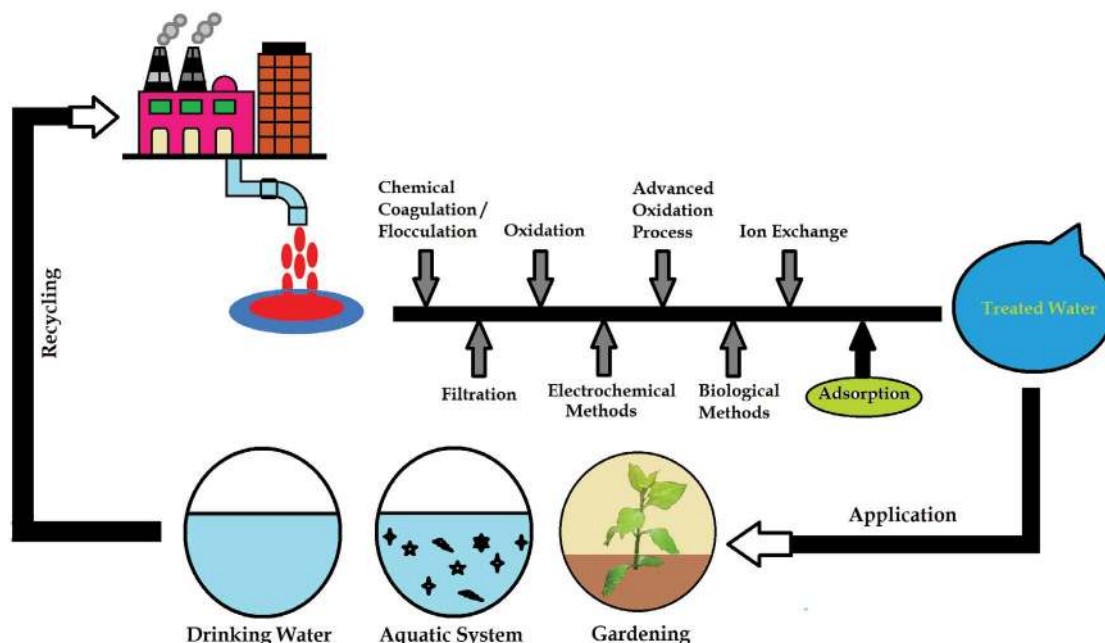 Chemical
Coagulation /
Flocculation
Oxidation
Advanced
Oxidation
Process
Ion Exchange
Recycling
Treated Water
Filtration
Electrochemical
Methods
Biological
Methods
Adsorption
Application
Drinking Water
Aquatic System
Gardening